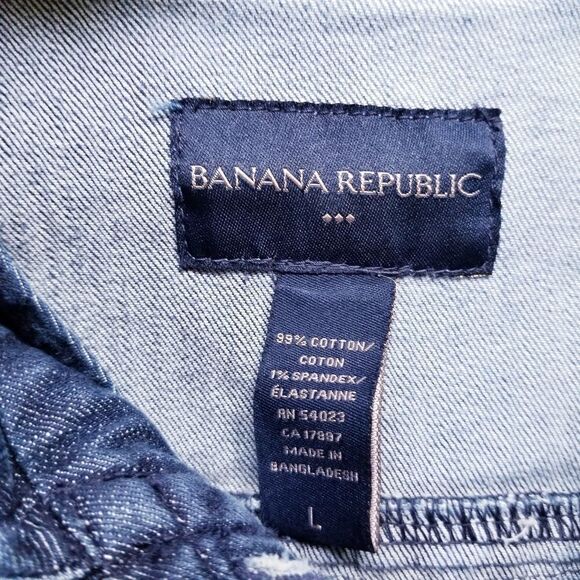 BANANA REPUBLIC
99% COTTON/
COTON
1% SPANDEX/
ÉLASTANNE
RN 54023
CA 17897
MADE IN
BANGLADESH
L